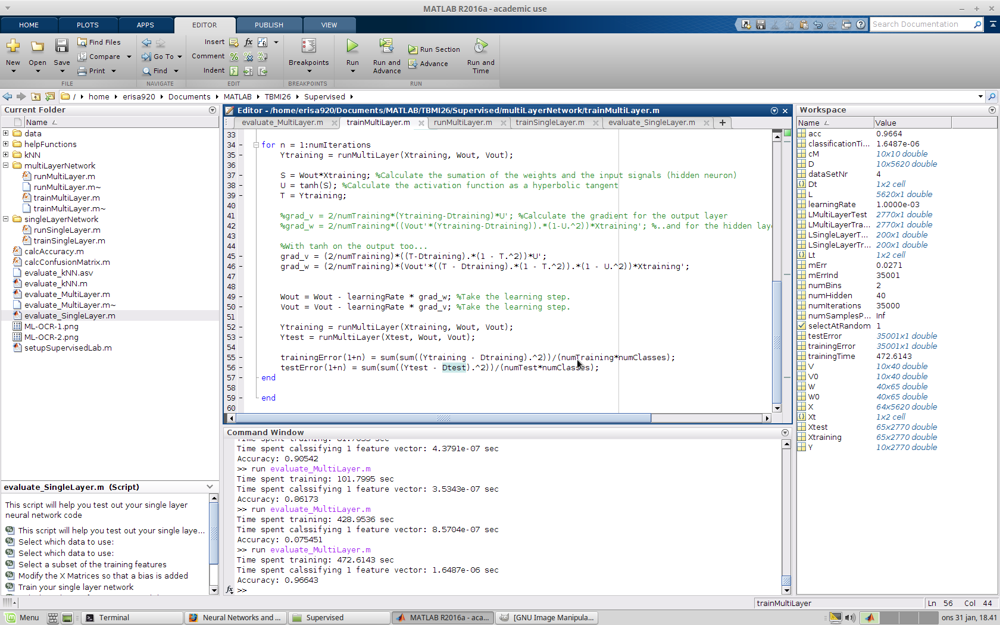 MATLAB R2016a - academic use
HOME PLOTS APPS EDITOR PUBLISH VIEW
Search Documentation
New Open Save Find Files Compare Print
FILE
Go To Find
NAVIGATE
Insert fx
Comment
Indent
EDIT
Breakpoints
BREAKPOINTS
Run Run and Advance Run Section Advance Run and Time
RUN
/ home erisa920 Documents MATLAB TBMI26 Supervised
Current Folder
Name
data
helpFunctions
kNN
multiLayerNetwork
runMultiLayer.m
runMultiLayer.m~
trainMultiLayer.m
trainMultiLayer.m~
singleLayerNetwork
runSingleLayer.m
trainSingleLayer.m
calcAccuracy.m
calcConfusionMatrix.m
evaluate_kNN.asv
evaluate_kNN.m
evaluate_MultiLayer.m
evaluate_MultiLayer.m~
evaluate_SingleLayer.m
ML-OCR-1.png
ML-OCR-2.png
setupSupervisedLab.m
evaluate_SingleLayer.m (Script)
This script will help you test out your single layer
neural network code
This script will help you test out your single laye...
Select which data to use:
Select which data to use:
Select a subset of the training features
Modify the X Matrices so that a bias is added
Train your single layer network
Editor - /home/erisa920/Documents/MATLAB/TBMI26/Supervised/multiLayerNetwork/trainMultiLayer.m
evaluate_MultiLayer.m trainMultiLayer.m runMultiLayer.m trainSingleLayer.m evaluate_SingleLayer.m +
33
34 - for n = 1:numIterations
35 - Ytraining = runMultiLayer(Xtraining, Wout, Vout);
36
37 - S = Wout*Xtraining; %Calculate the sumation of the weights and the input signals (hidden neuron)
38 - U = tanh(S); %Calculate the activation function as a hyperbolic tangent
39 - T = Ytraining;
40
41 %grad_v = 2/numTraining*(Ytraining-Dtraining)*U'; %Calculate the gradient for the output layer
42 %grad_w = 2/numTraining*((Vout'*(Ytraining-Dtraining)).*(1-U.^2))*Xtraining'; %..and for the hidden laye
43
44 %With tanh on the output too...
45 - grad_v = (2/numTraining)*((T-Dtraining).*(1 - T.^2))*U';
46 - grad_w = (2/numTraining)*(Vout'*((T - Dtraining).*(1 - T.^2)).*(1 - U.^2))*Xtraining';
47
48
49 - Wout = Wout - learningRate * grad_w; %Take the learning step.
50 - Vout = Vout - learningRate * grad_v; %Take the learning step.
51
52 - Ytraining = runMultiLayer(Xtraining, Wout, Vout);
53 - Ytest = runMultiLayer(Xtest, Wout, Vout);
54
55 - trainingError(1+n) = sum(sum((Ytraining - Dtraining).^2))/(numTraining*numClasses);
56 - testError(1+n) = sum(sum((Ytest - Dtest).^2))/(numTest*numClasses);
57 - end
58
59 - end
60
Command Window
Time spent calssifying 1 feature vector: 4.3791e-07 sec
Accuracy: 0.90542
>> run evaluate_MultiLayer.m
Time spent training: 101.7995 sec
Time spent calssifying 1 feature vector: 3.5343e-07 sec
Accuracy: 0.86173
>> run evaluate_MultiLayer.m
Time spent training: 428.9536 sec
Time spent calssifying 1 feature vector: 8.5704e-07 sec
Accuracy: 0.075451
>> run evaluate_MultiLayer.m
Time spent training: 472.6143 sec
Time spent calssifying 1 feature vector: 1.6487e-06 sec
Accuracy: 0.96643
fx >>
Workspace
Name Value
acc 0.9664
classificationTi... 1.6487e-06
cM 10x10 double
D 10x5620 double
dataSetNr 4
Dt 1x2 cell
L 5620x1 double
learningRate 1.0000e-03
LMultiLayerTest 2770x1 double
LMultiLayerTra... 2770x1 double
LSingleLayerT... 200x1 double
LSingleLayerTr... 200x1 double
Lt 1x2 cell
mErr 0.0271
mErrInd 35001
numBins 2
numHidden 40
numIterations 35000
numSamplesP... Inf
selectAtRandom 1
testError 35001x1 double
trainingError 35001x1 double
trainingTime 472.6143
V 10x40 double
V0 10x40 double
W 40x65 double
W0 40x65 double
X 64x5620 double
Xt 1x2 cell
Xtest 65x2770 double
Xtraining 65x2770 double
Y 10x2770 double
trainMultiLayer Ln 56 Col 44
Menu Terminal Neural Networks and ... Supervised MATLAB R2016a - aca... [GNU Image Manipula... ons 31 jan, 18.41